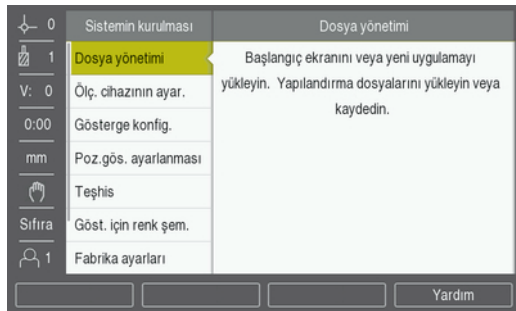 0
Sistemin kurulması
Dosya yönetimi
1
Dosya yönetimi
Başlangıç ekranını veya yeni uygulamayı
yükleyin. Yapılandırma dosyalarını yükleyin veya
kaydedin.
V: 0
Ölç. cihazının ayar.
0:00
Gösterge konfig.
mm
Poz.gös. ayarlanması
Teşhis
Sıfıra
Göst. için renk şem.
1
Fabrika ayarları
Yardım